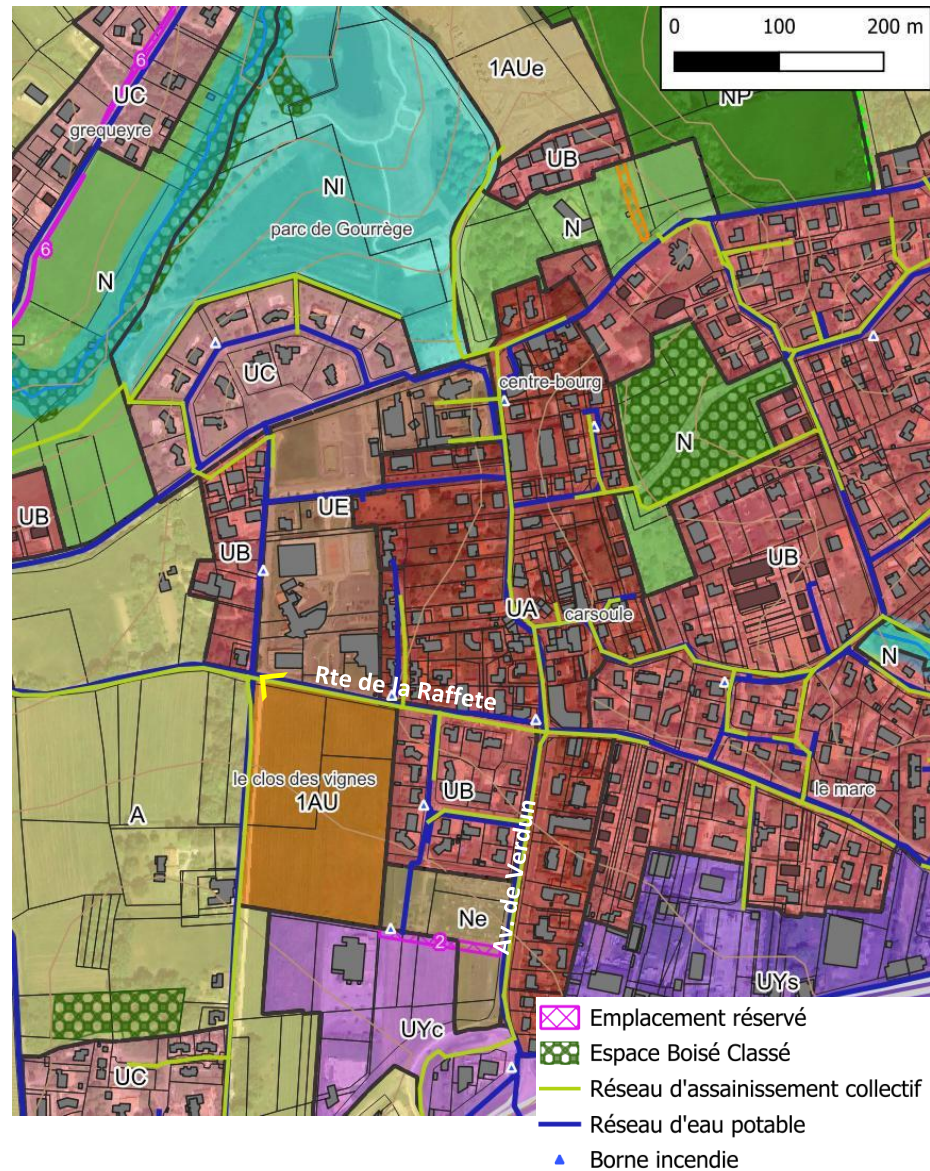 0 100 200 m
1AUe
NP
6
UC
grequeyre
UB
NI
parc de Gourrège
N
6
N
UC
centre-bourg
N
UE
UB
UB
UB
UA
carsoule
N
Rte de la Raffete
le clos des vignes
1AU
UB
le marc
A
Av. de Verdun
Ne
2
UYs
UYc
UC
Emplacement réservé
Espace Boisé Classé
Réseau d'assainissement collectif
Réseau d'eau potable
Borne incendie